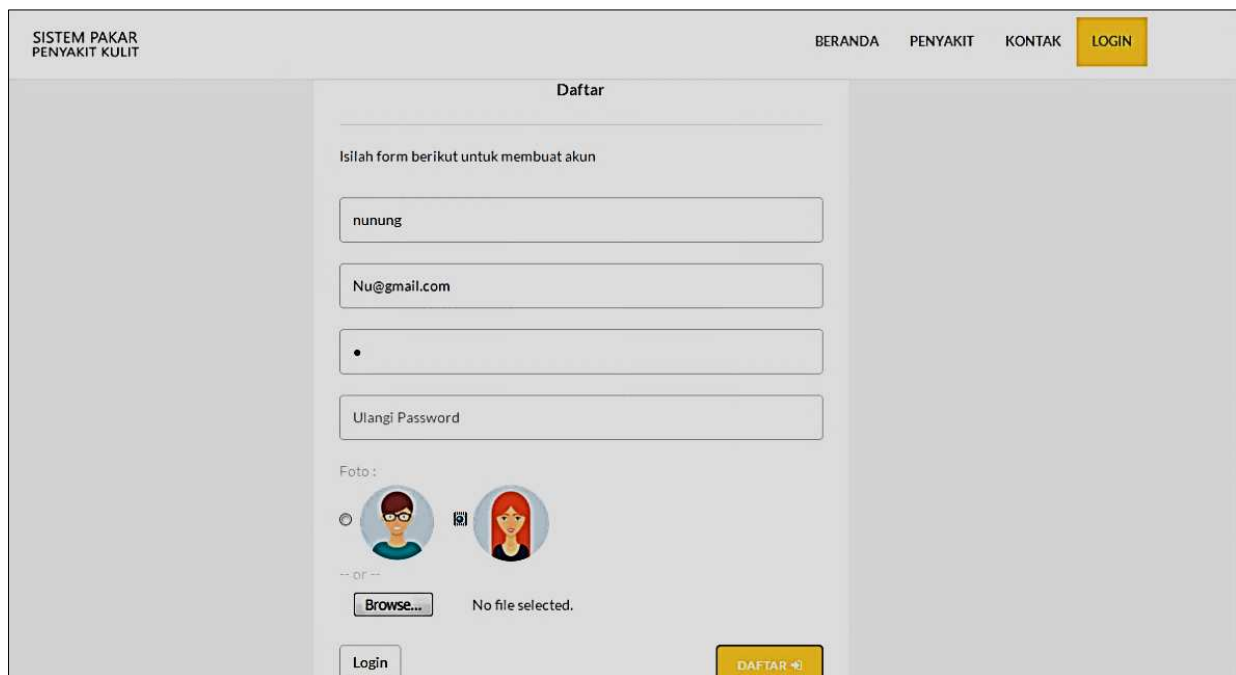 SISTEM PAKAR
PENYAKIT KULIT
BERANDA PENYAKIT KONTAK LOGIN
Daftar
Isilah form berikut untuk membuat akun
nunung
Nu@gmail.com
•
Ulangi Password
Foto :
-- or --
Browse... No file selected.
Login DAFTAR